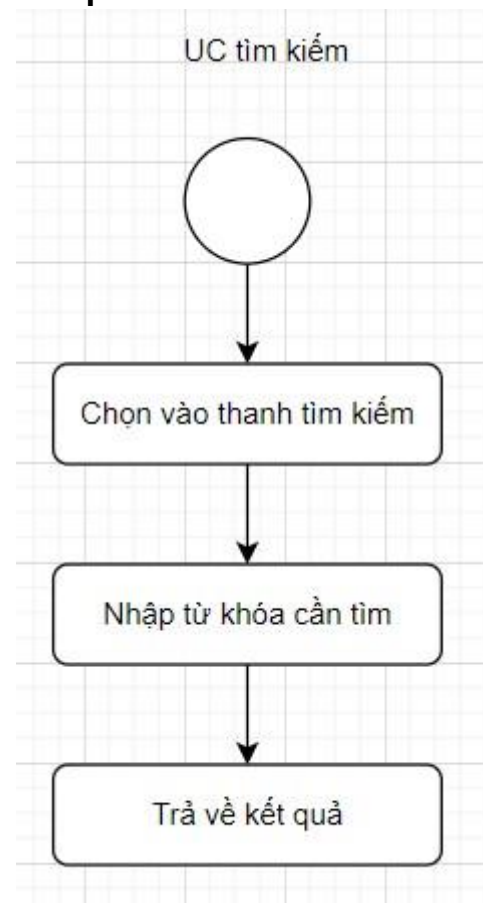 UC tìm kiếm
Chọn vào thanh tìm kiếm
Nhập từ khóa cần tìm
Trả về kết quả